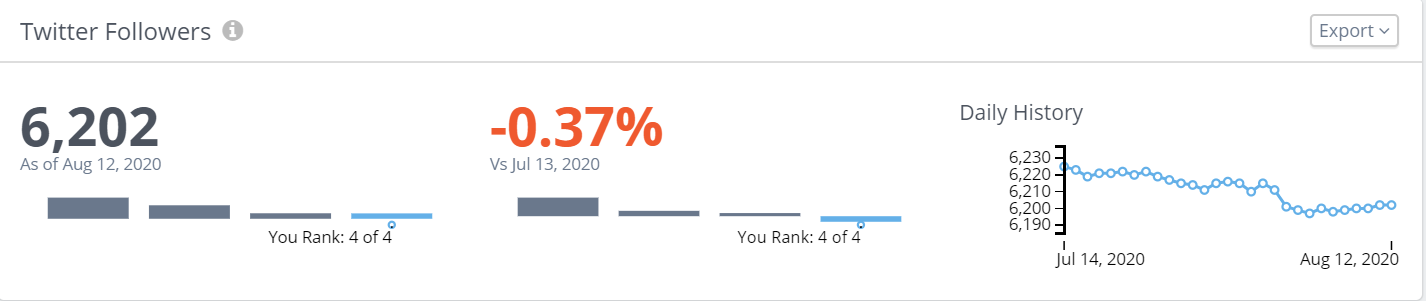 Twitter Followers
Export
6,202
As of Aug 12, 2020
You Rank: 4 of 4
-0.37%
Vs Jul 13, 2020
You Rank: 4 of 4
Daily History
6,230
6,220
6,210
6,200
6,190
Jul 14, 2020
Aug 12, 2020